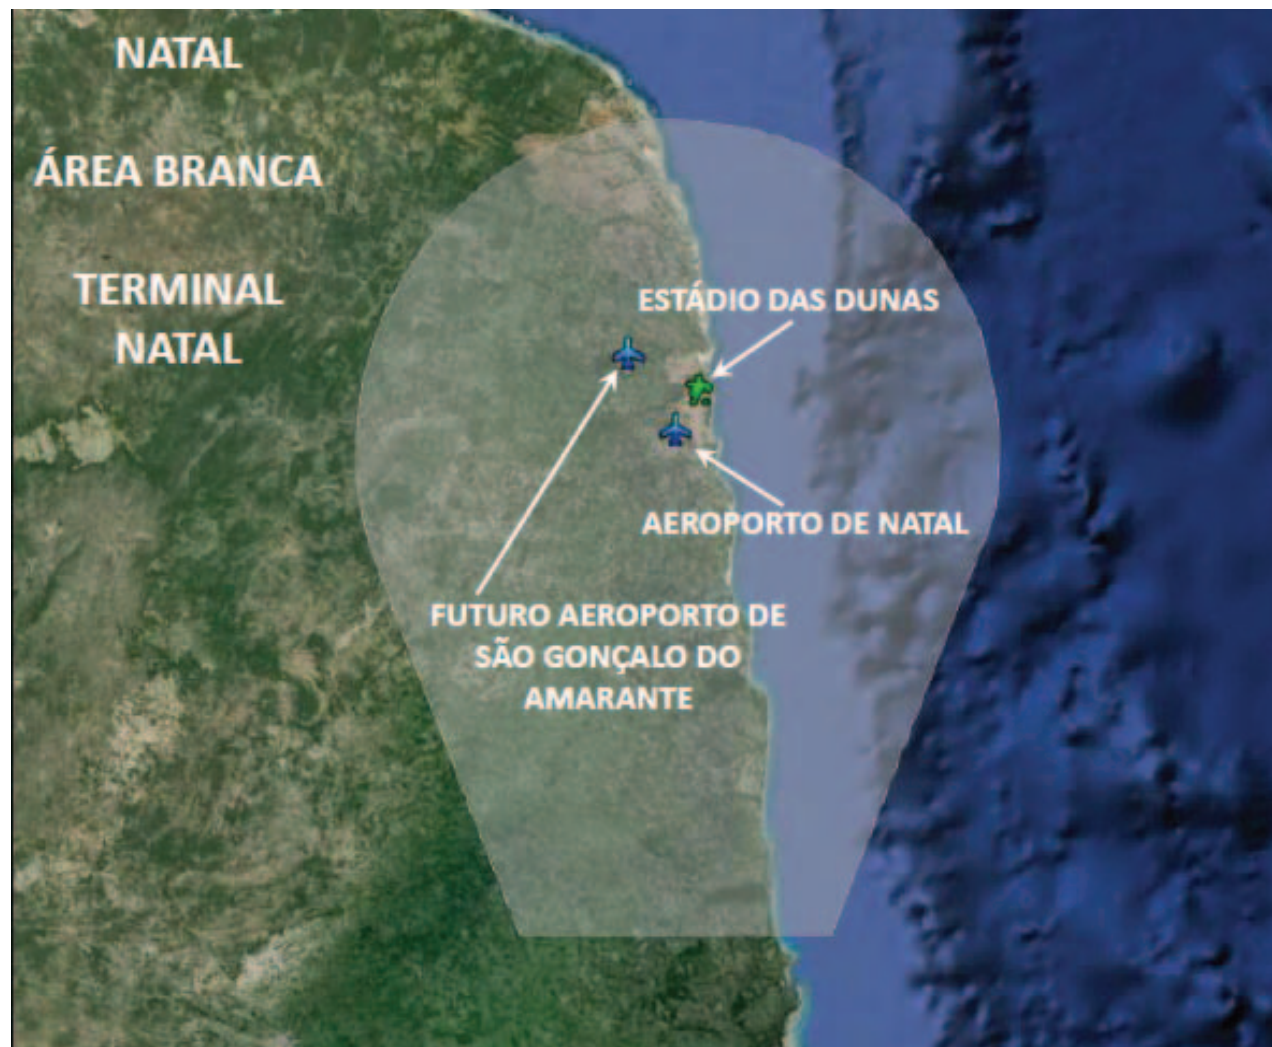 NATAL
ÁREA BRANCA
TERMINAL
NATAL
ESTÁDIO DAS DUNAS
AEROPORTO DE NATAL
FUTURO AEROPORTO DE
SÃO GONÇALO DO
AMARANTE